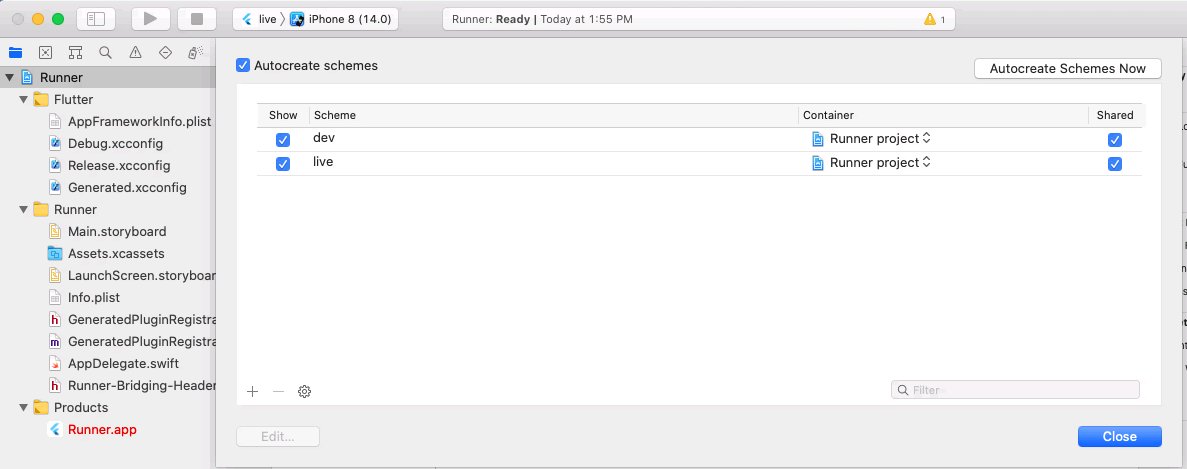 live 〉 iPhone 8 (14.0)
Runner: Ready | Today at 1:55 PM
1
Runner
Flutter
AppFrameworkInfo.plist
Debug.xcconfig
Release.xcconfig
Generated.xcconfig
Runner
Main.storyboard
Assets.xcassets
LaunchScreen.storyboar
Info.plist
h GeneratedPluginRegistra
m GeneratedPluginRegistra
AppDelegate.swift
h Runner-Bridging-Header
Products
Runner.app
Autocreate schemes
Autocreate Schemes Now
Show Scheme Container Shared
dev Runner project
live Runner project
Filter
Edit...
Close